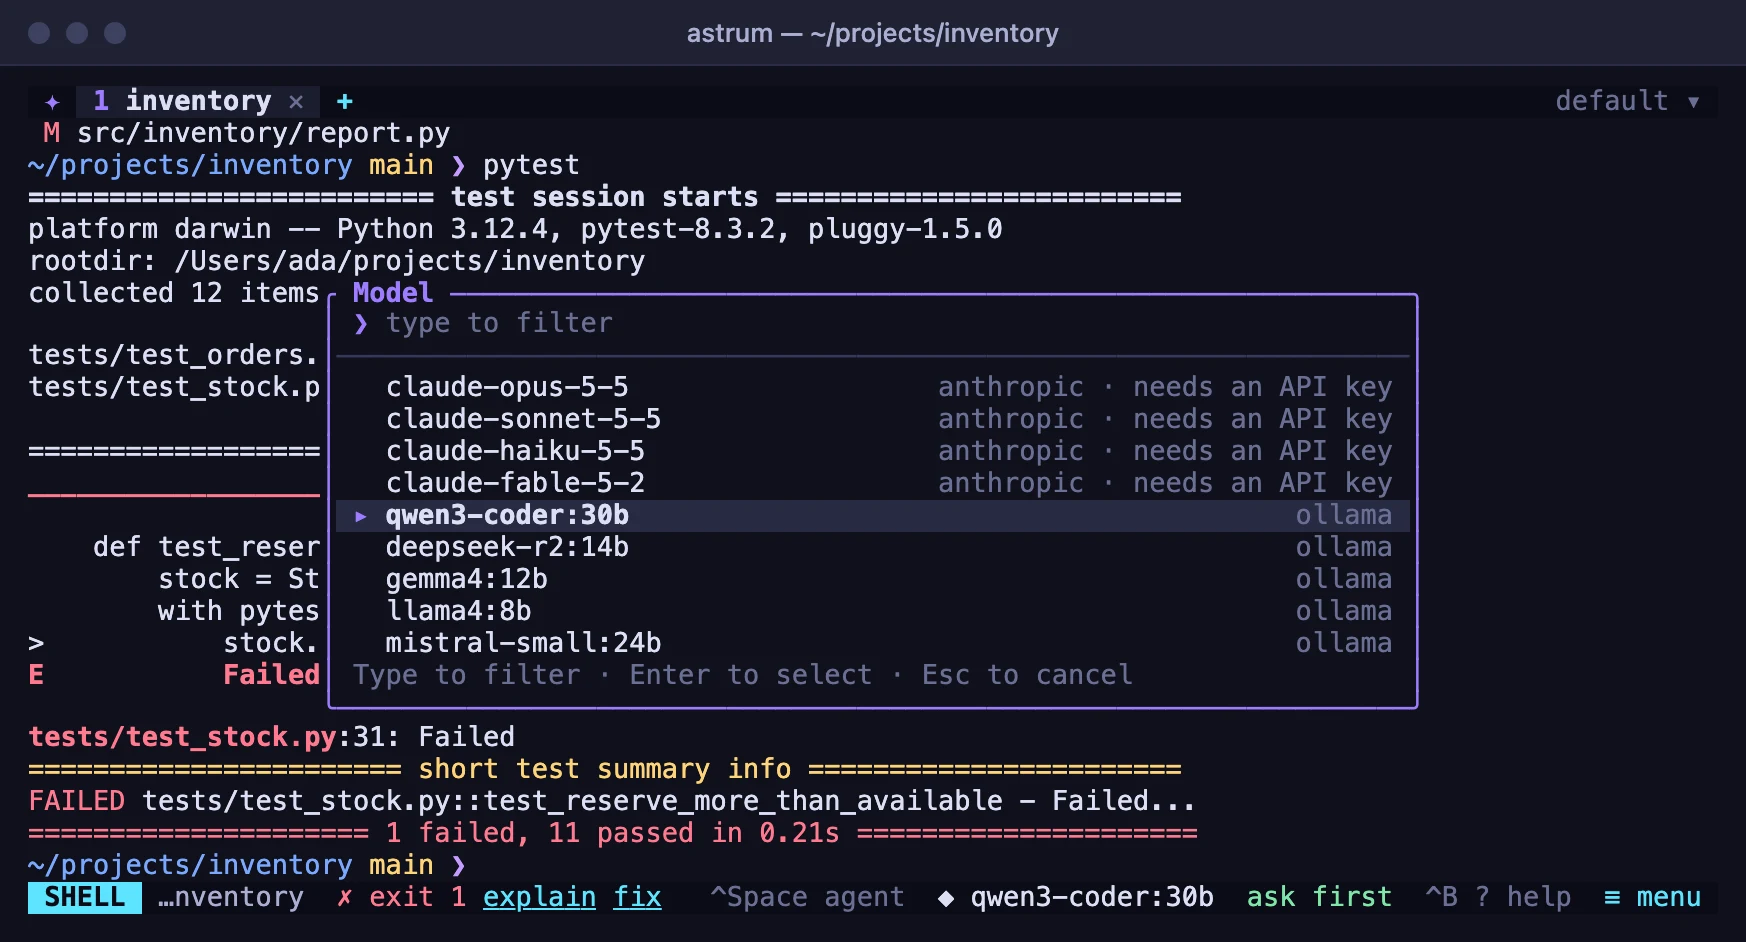 astrum — ~/projects/inventory
✦ 1 inventory × + default ▾
M src/inventory/report.py
~/projects/inventory main ❯ pytest
========================= test session starts =========================
platform darwin -- Python 3.12.4, pytest-8.3.2, pluggy-1.5.0
rootdir: /Users/ada/projects/inventory
collected 12 items
Model
❯ type to filter
tests/test_orders.
tests/test_stock.p
claude-opus-5-5 anthropic · needs an API key
claude-sonnet-5-5 anthropic · needs an API key
claude-haiku-5-5 anthropic · needs an API key
claude-fable-5-2 anthropic · needs an API key
▸ qwen3-coder:30b ollama
deepseek-r2:14b ollama
gemma4:12b ollama
llama4:8b ollama
mistral-small:24b ollama
Type to filter · Enter to select · Esc to cancel
==================
def test_reser
stock = St
with pytes
> stock.
E Failed
tests/test_stock.py:31: Failed
======================= short test summary info =======================
FAILED tests/test_stock.py::test_reserve_more_than_available - Failed...
===================== 1 failed, 11 passed in 0.21s =====================
~/projects/inventory main ❯
SHELL …nventory ✗ exit 1 explain fix ^Space agent ◆ qwen3-coder:30b ask first ^B ? help ≡ menu